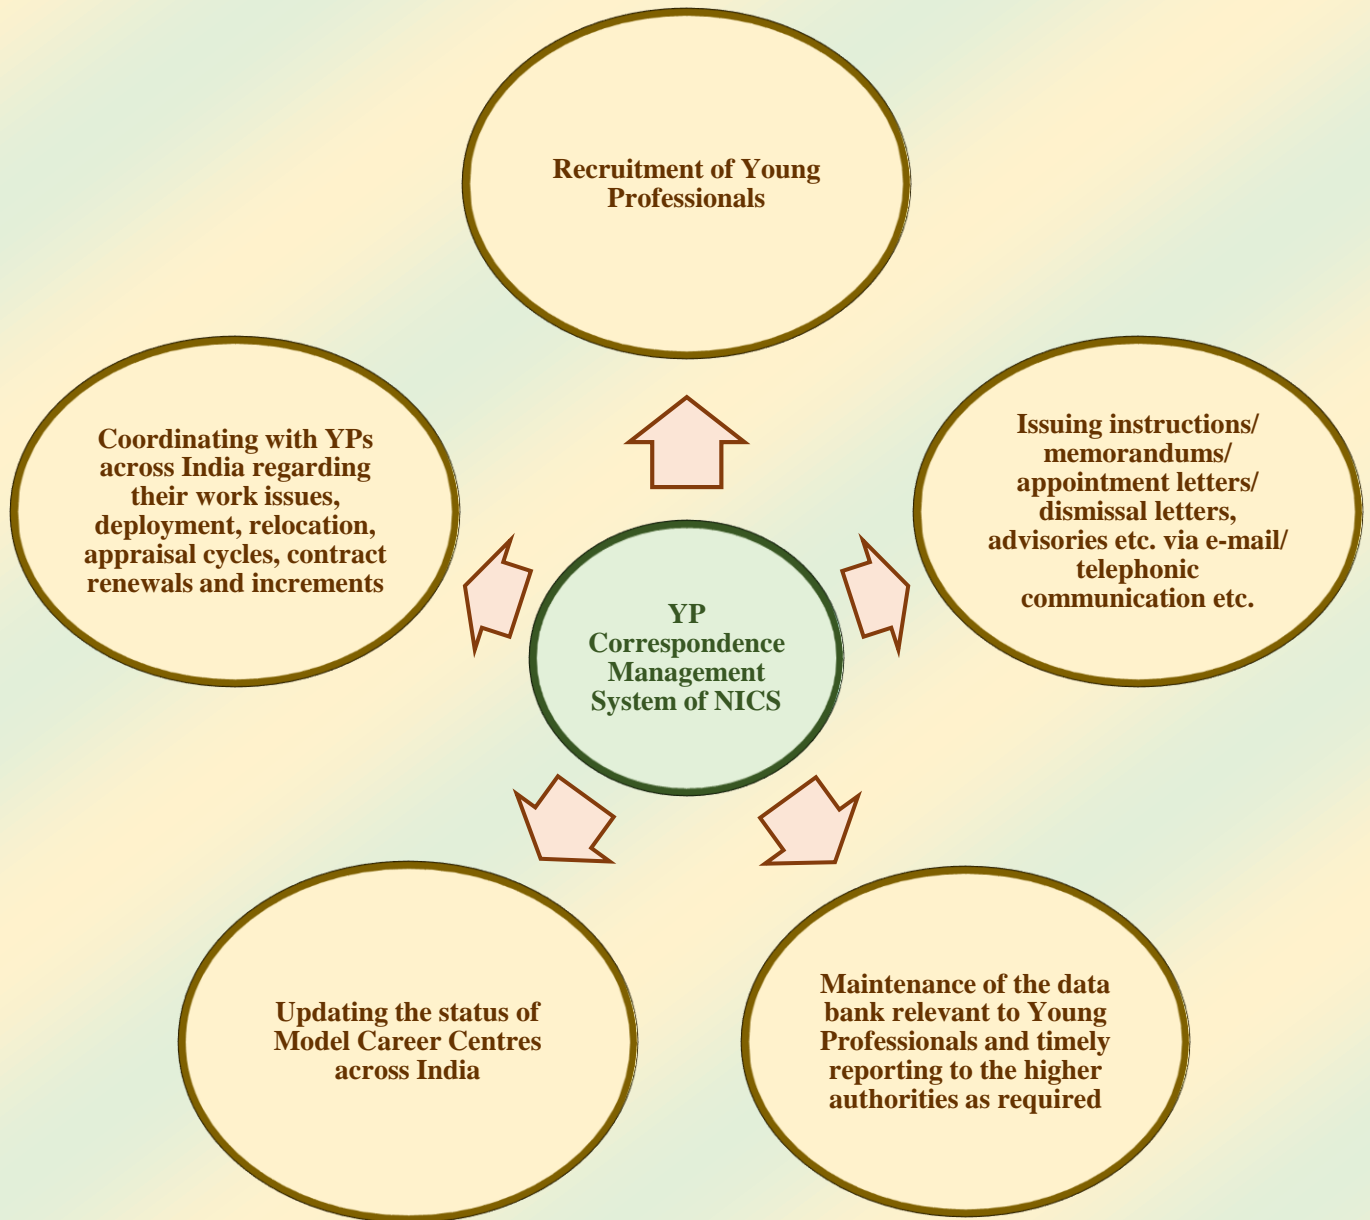 Recruitment of Young
Professionals
Coordinating with YPs
across India regarding
their work issues,
deployment, relocation,
appraisal cycles, contract
renewals and increments
Issuing instructions/
memorandums/
appointment letters/
dismissal letters,
advisories etc. via e-mail/
telephonic
communication etc.
YP
Correspondence
Management
System of NICS
Updating the status of
Model Career Centres
across India
Maintenance of the data
bank relevant to Young
Professionals and timely
reporting to the higher
authorities as required